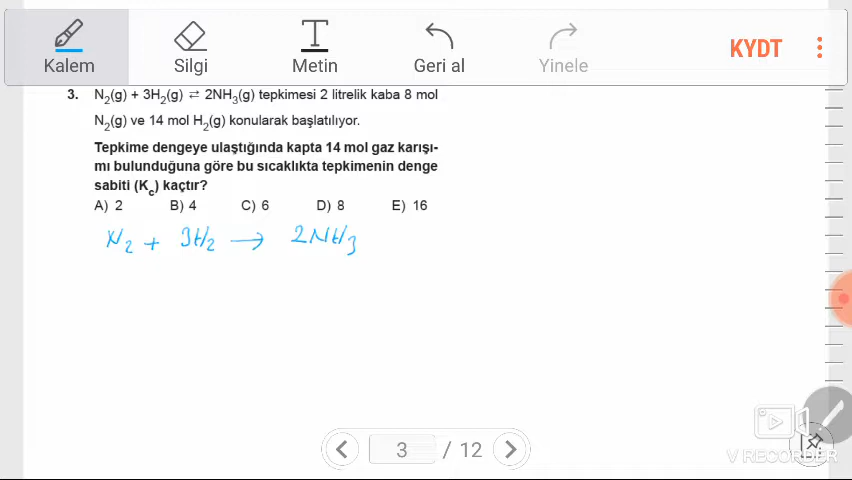 Kalem
Silgi
Metin
Geri al
Yinele
KYDT
3. N₂(g) + 3H₂(g) ⇄ 2NH₃(g) tepkimesi 2 litrelik kaba 8 mol
N₂(g) ve 14 mol H₂(g) konularak başlatılıyor.
Tepkime dengeye ulaştığında kapta 14 mol gaz karışı-
mı bulunduğuna göre bu sıcaklıkta tepkimenin denge
sabiti (K_c) kaçtır?
A) 2 B) 4 C) 6 D) 8 E) 16
N₂ + 3H₂ → 2NH₃
3 / 12
V RECORDER